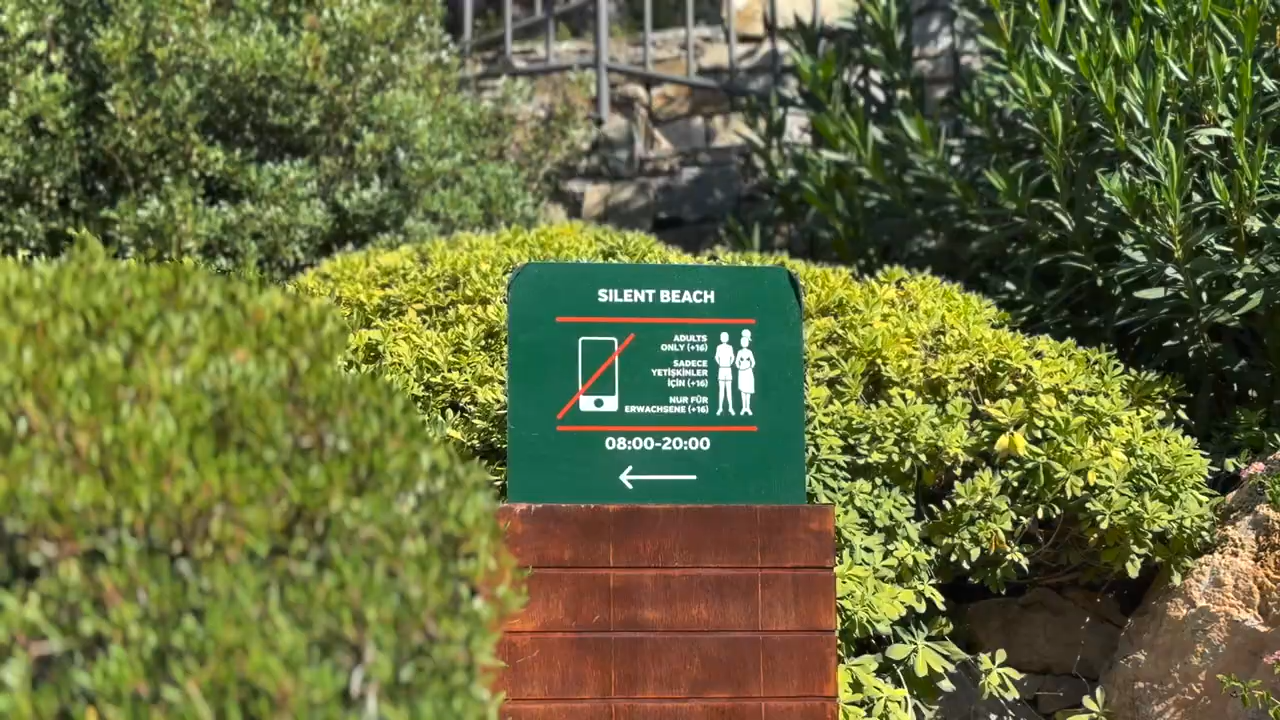 SILENT BEACH
ADULTS
ONLY (+16)
SADECE
YETİŞKİNLER
İÇİN (+16)
NUR FÜR
ERWACHSENE (+16)
08:00-20:00